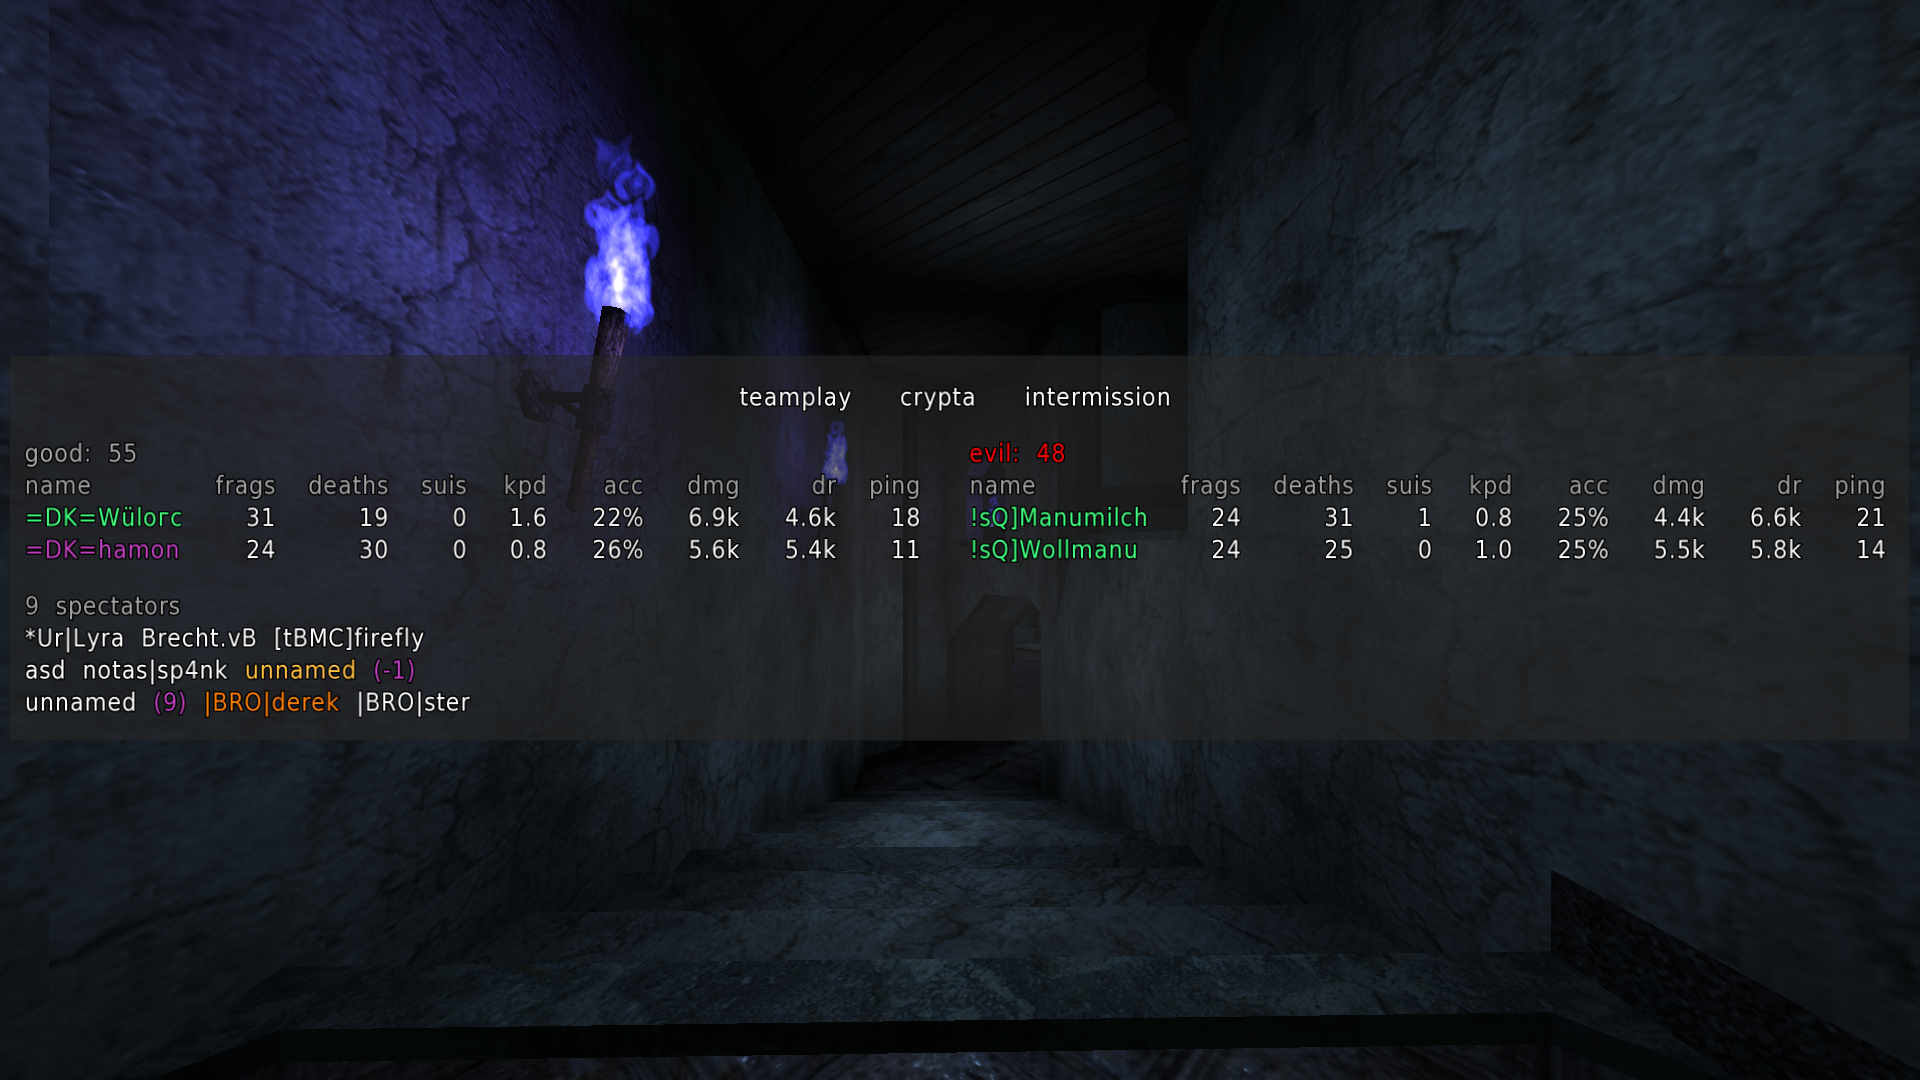 teamplay crypta intermission
good: 55
name frags deaths suis kpd acc dmg dr ping
=DK=Wülorc 31 19 0 1.6 22% 6.9k 4.6k 18
=DK=hamon 24 30 0 0.8 26% 5.6k 5.4k 11
evil: 48
name frags deaths suis kpd acc dmg dr ping
!sQ]Manumilch 24 31 1 0.8 25% 4.4k 6.6k 21
!sQ]Wollmanu 24 25 0 1.0 25% 5.5k 5.8k 14
9 spectators
*Ur|Lyra Brecht.vB [tBMC]firefly
asd notas|sp4nk unnamed (-1)
unnamed (9) |BRO|derek |BRO|ster